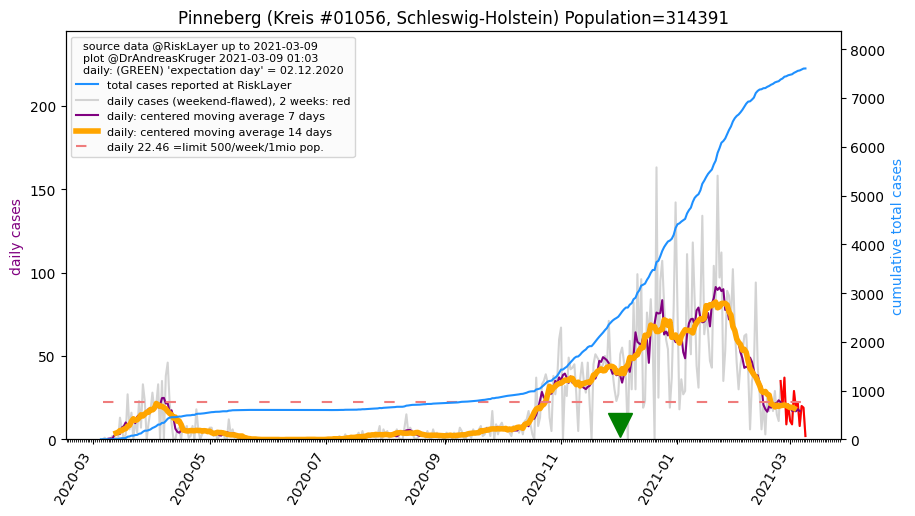 Pinneberg (Kreis #01056, Schleswig-Holstein) Population=314391
source data @RiskLayer up to 2021-03-09
plot @DrAndreasKruger 2021-03-09 01:03
daily: (GREEN) 'expectation day' = 02.12.2020
total cases reported at RiskLayer
daily cases (weekend-flawed), 2 weeks: red
daily: centered moving average 7 days
daily: centered moving average 14 days
daily 22.46 =limit 500/week/1mio pop.
daily cases
200
150
100
50
0
cumulative total cases
8000
7000
6000
5000
4000
3000
2000
1000
0
2020-03
2020-05
2020-07
2020-09
2020-11
2021-01
2021-03